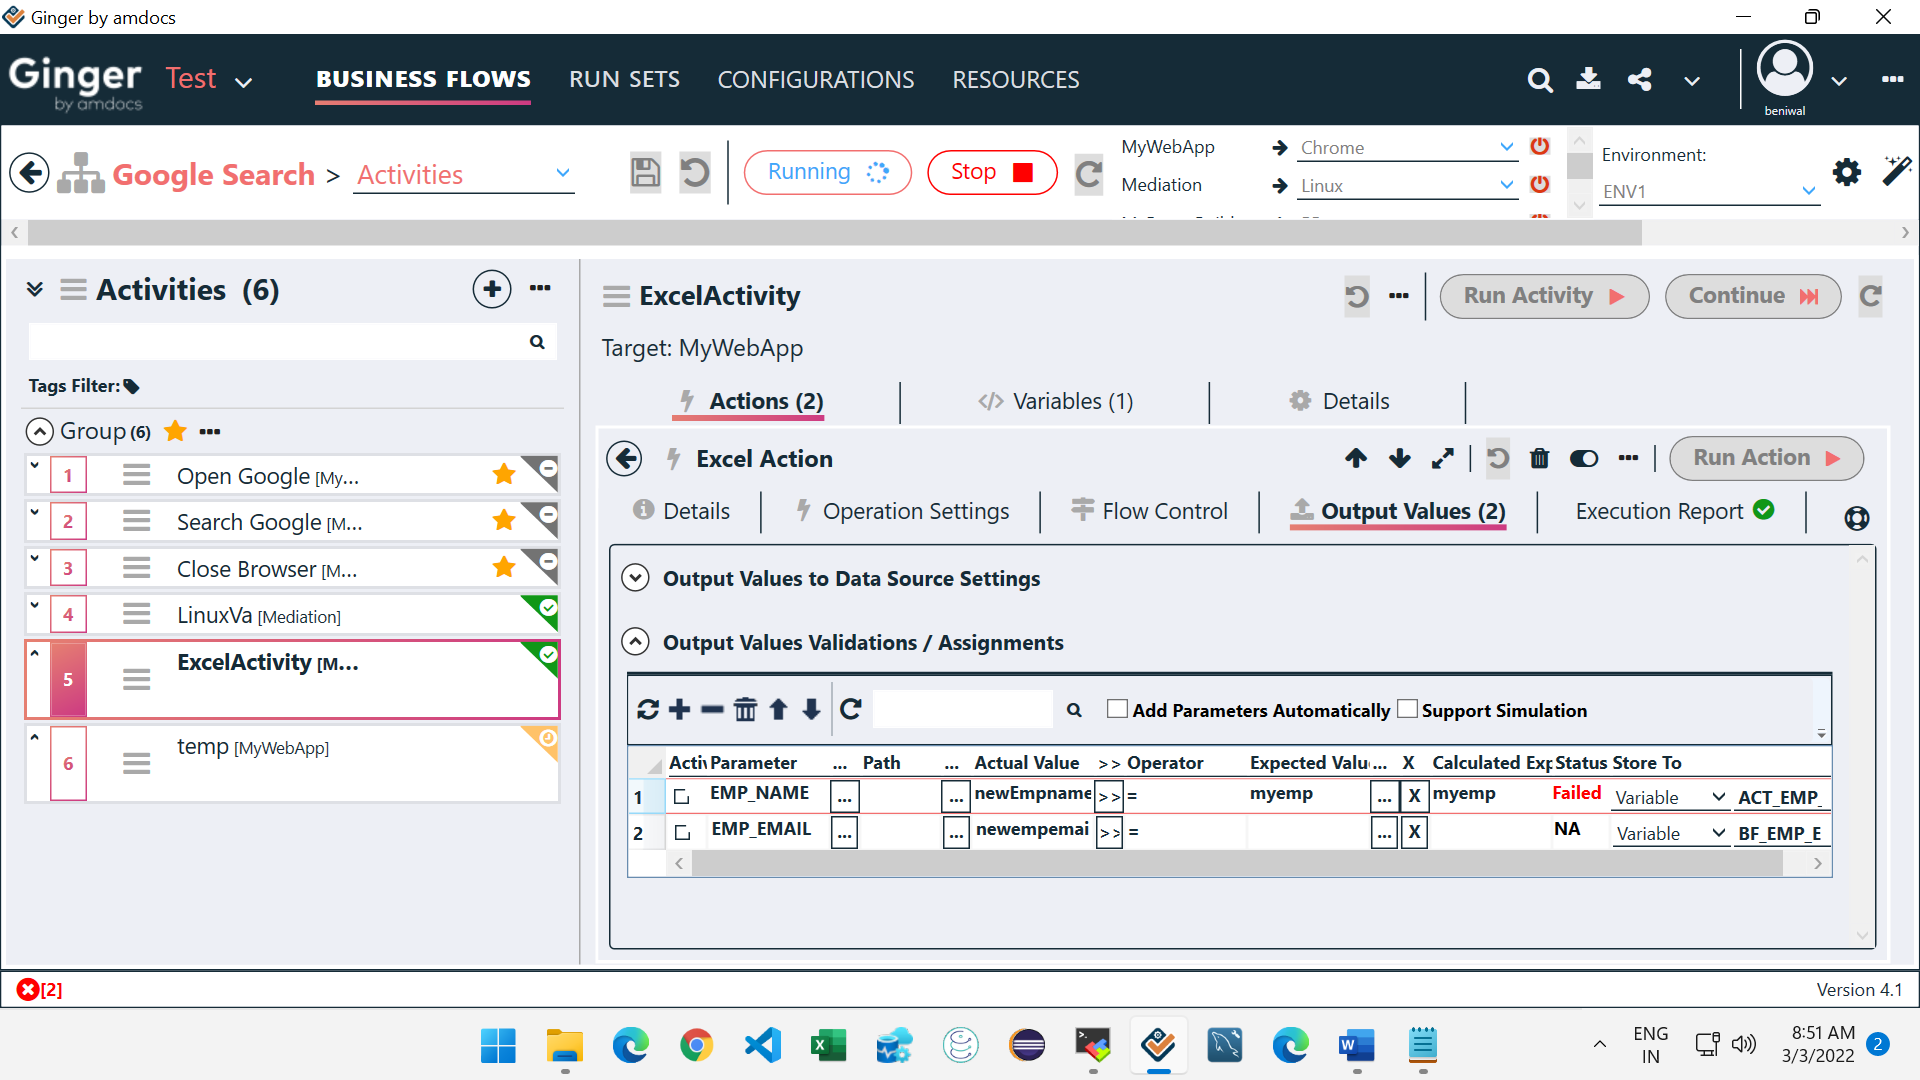 Ginger by amdocs
Ginger
by amdocs
Test
BUSINESS FLOWS
RUN SETS
CONFIGURATIONS
RESOURCES
beniwal
Google Search > Activities
Running
Stop
MyWebApp
Chrome
Mediation
Linux
Environment:
ENV1
Activities (6)
Tags Filter:
Group (6)
1 Open Google [My...
2 Search Google [M...
3 Close Browser [M...
4 LinuxVa [Mediation]
5 ExcelActivity [M...
6 temp [MyWebApp]
ExcelActivity
Run Activity
Continue
Target: MyWebApp
Actions (2)
Variables (1)
Details
Excel Action
Run Action
Details
Operation Settings
Flow Control
Output Values (2)
Execution Report
Output Values to Data Source Settings
Output Values Validations / Assignments
Add Parameters Automatically
Support Simulation
Activ Parameter ... Path ... Actual Value >> Operator Expected Valu... X Calculated Exp Status Store To
1 EMP_NAME ... ... newEmpname >> = myemp ... X myemp Failed Variable ACT_EMP_
2 EMP_EMAIL ... ... newempemai >> = ... X NA Variable BF_EMP_E
[2]
Version 4.1
ENG
IN
8:51 AM
3/3/2022
2